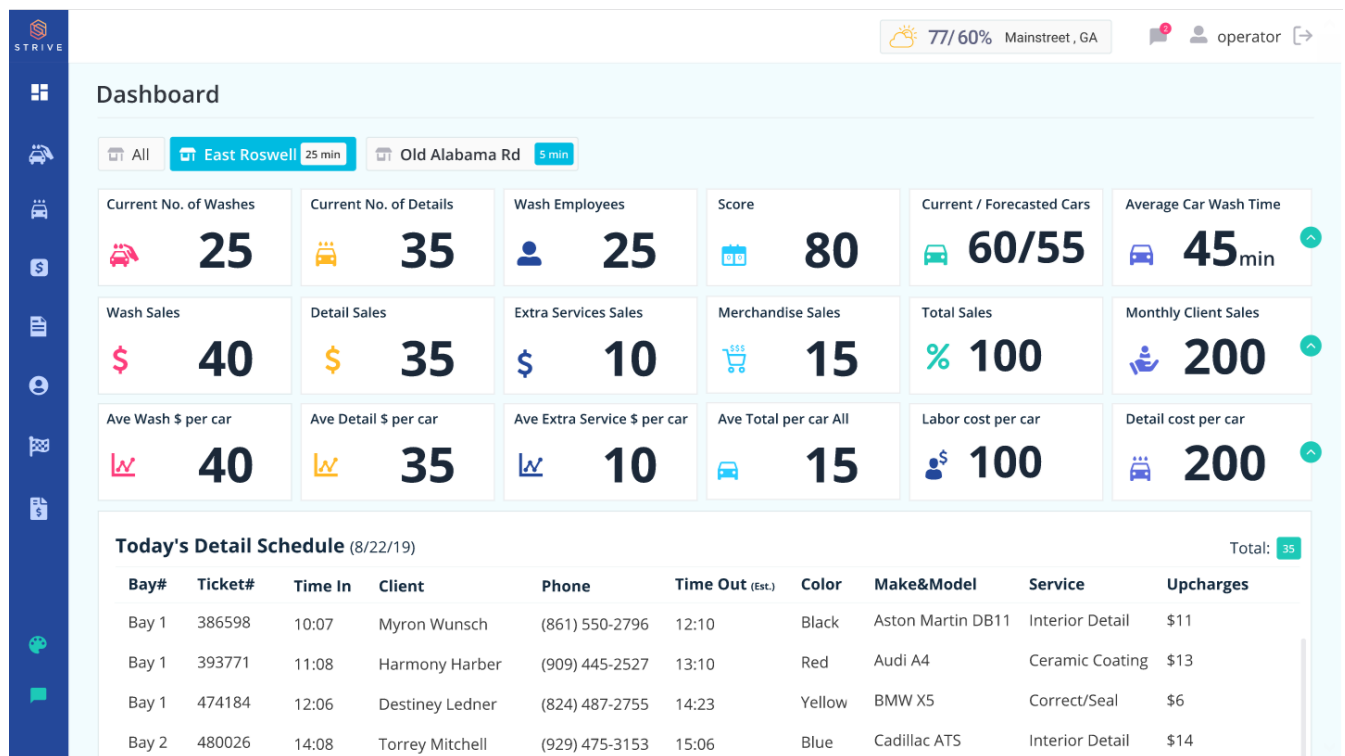 STRIVE
77/60% Mainstreet , GA 2 operator
Dashboard
All East Roswell 25 min Old Alabama Rd 5 min
Current No. of Washes Current No. of Details Wash Employees Score Current / Forecasted Cars Average Car Wash Time
25 35 25 80 60/55 45min
Wash Sales Detail Sales Extra Services Sales Merchandise Sales Total Sales Monthly Client Sales
$ 40 $ 35 $ 10 $$$ 15 % 100 200
Ave Wash $ per car Ave Detail $ per car Ave Extra Service $ per car Ave Total per car All Labor cost per car Detail cost per car
40 35 10 15 $ 100 200
Today's Detail Schedule (8/22/19) Total: 35
Bay# Ticket# Time In Client Phone Time Out (Est.) Color Make&Model Service Upcharges
Bay 1 386598 10:07 Myron Wunsch (861) 550-2796 12:10 Black Aston Martin DB11 Interior Detail $11
Bay 1 393771 11:08 Harmony Harber (909) 445-2527 13:10 Red Audi A4 Ceramic Coating $13
Bay 1 474184 12:06 Destiney Ledner (824) 487-2755 14:23 Yellow BMW X5 Correct/Seal $6
Bay 2 480026 14:08 Torrey Mitchell (929) 475-3153 15:06 Blue Cadillac ATS Interior Detail $14